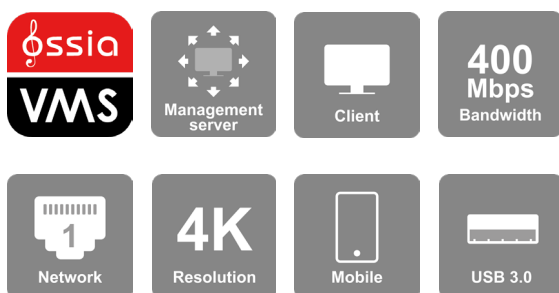 ossia
VMS
Management
server
Client
400
Mbps
Bandwidth
1
Network
4K
Resolution
Mobile
USB 3.0